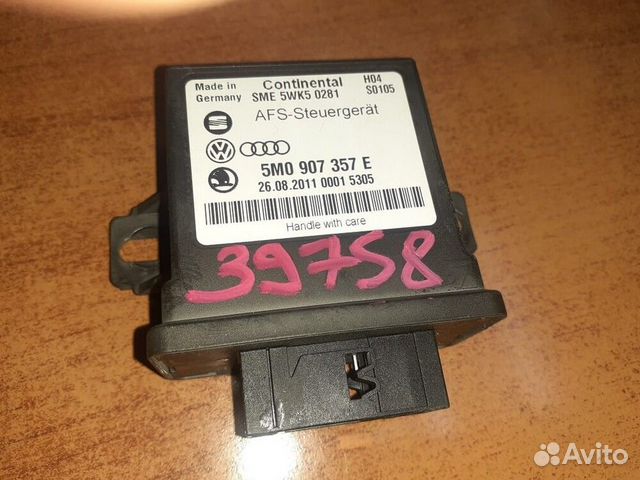 Made in Continental H04
Germany SME 5WK5 0281 S0105
AFS-Steuergerät
5M0 907 357 E
26.08.2011 0001 5305
Handle with care
39758
Avito